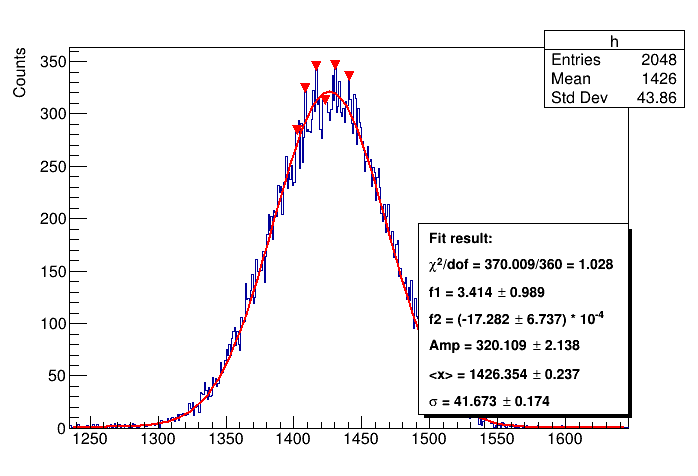 h
Entries 2048
Mean 1426
Std Dev 43.86
Counts
350
300
250
200
150
100
50
0
Fit result:
χ²/dof = 370.009/360 = 1.028
f1 = 3.414 ± 0.989
f2 = (-17.282 ± 6.737) * 10⁻⁴
Amp = 320.109 ± 2.138
<x> = 1426.354 ± 0.237
σ = 41.673 ± 0.174
1250 1300 1350 1400 1450 1500 1550 1600